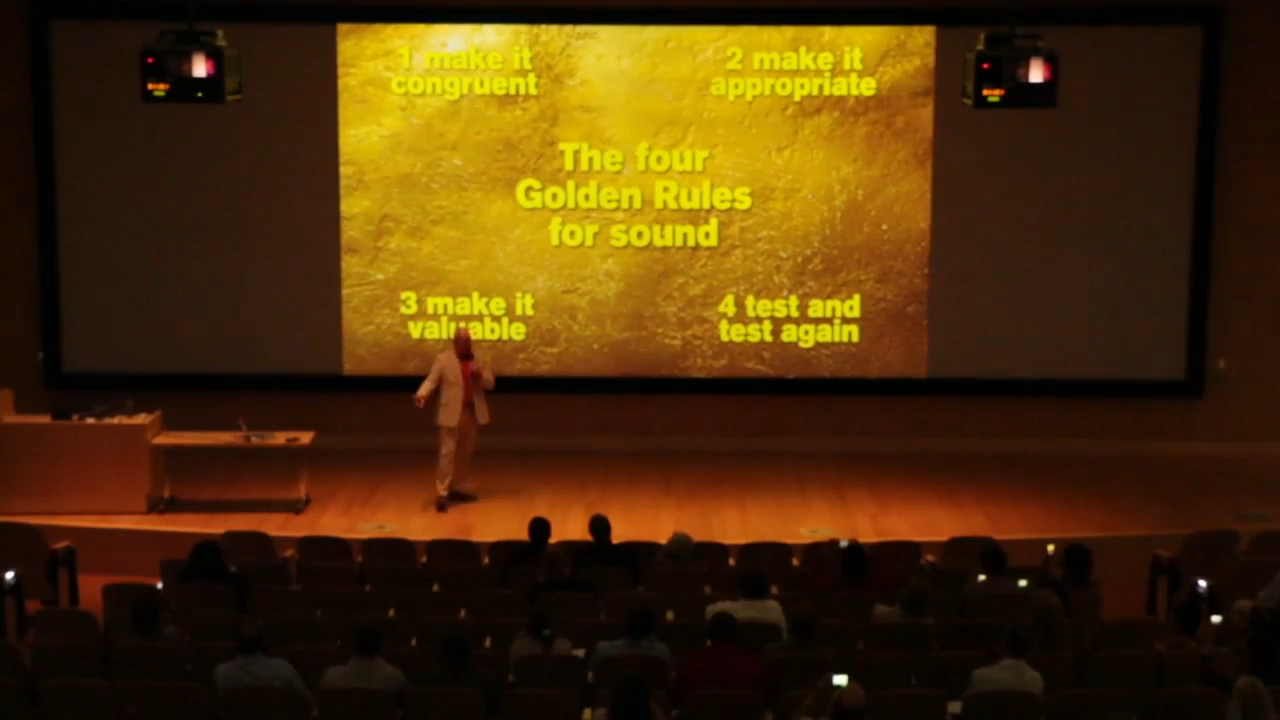 1 make it
congruent
2 make it
appropriate
The four
Golden Rules
for sound
3 make it
valuable
4 test and
test again